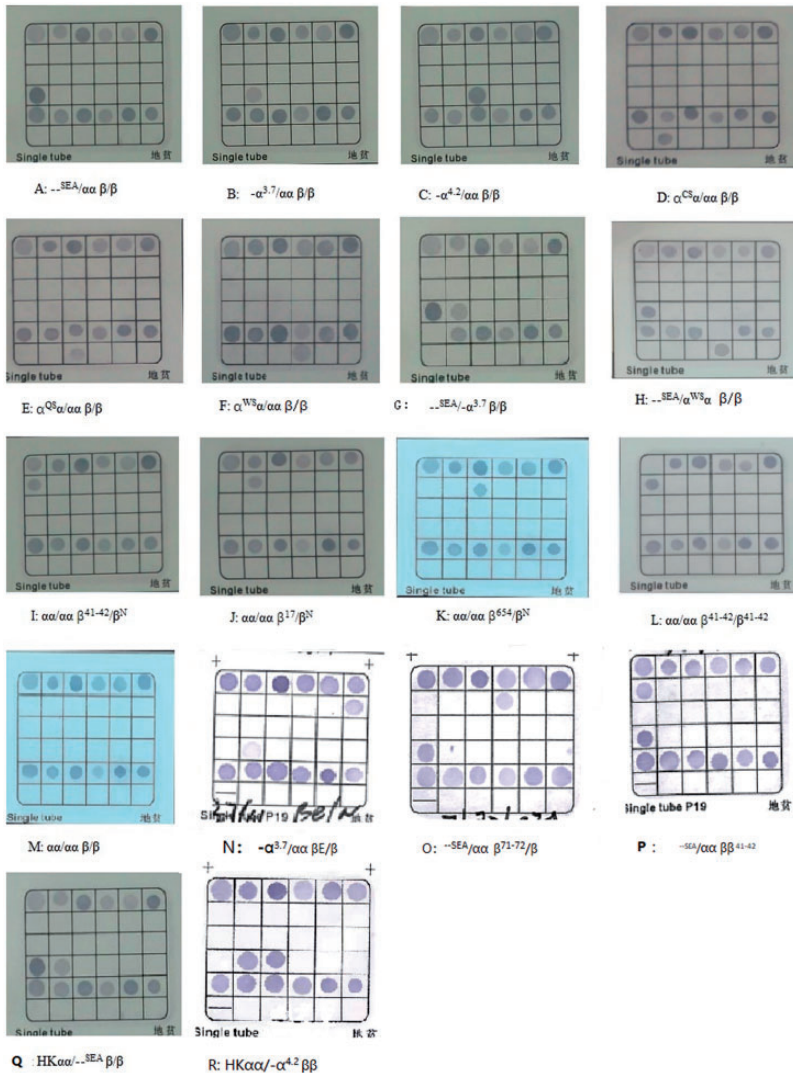 Single tube 地贫
Single tube 地贫
Single tube 地贫
Single tube 地贫
A: --ˢᴱᴬ/αα β/β
B: -α³·⁷/αα β/β
C: -α⁴·²/αα β/β
D: αᶜˢα/αα β/β
Single tube 地贫
Single tube 地贫
Single tube 地贫
Single tube 地贫
E: α^QSα/αα β/β
F: αᵂˢα/αα β/β
G: --ˢᴱᴬ/-α³·⁷ β/β
H: --ˢᴱᴬ/αᵂˢα β/β
Single tube 地贫
Single tube 地贫
Single tube 地贫
Single tube 地贫
I: αα/αα β⁴¹⁻⁴²/βᴺ
J: αα/αα β¹⁷/βᴺ
K: αα/αα β⁶⁵⁴/βᴺ
L: αα/αα β⁴¹⁻⁴²/β⁴¹⁻⁴²
Single tube 地贫
P19 地贫
Single tube P19 地贫
M: αα/αα β/β
N: -α³·⁷/αα βE/β
O: --ˢᴱᴬ/αα β⁷¹⁻⁷²/β
P : --ˢᴱᴬ/αα ββ⁴¹⁻⁴²
Single tube 地贫
Single tube 地贫
Q : HKαα/--ˢᴱᴬ β/β
R: HKαα/-α⁴·² ββ